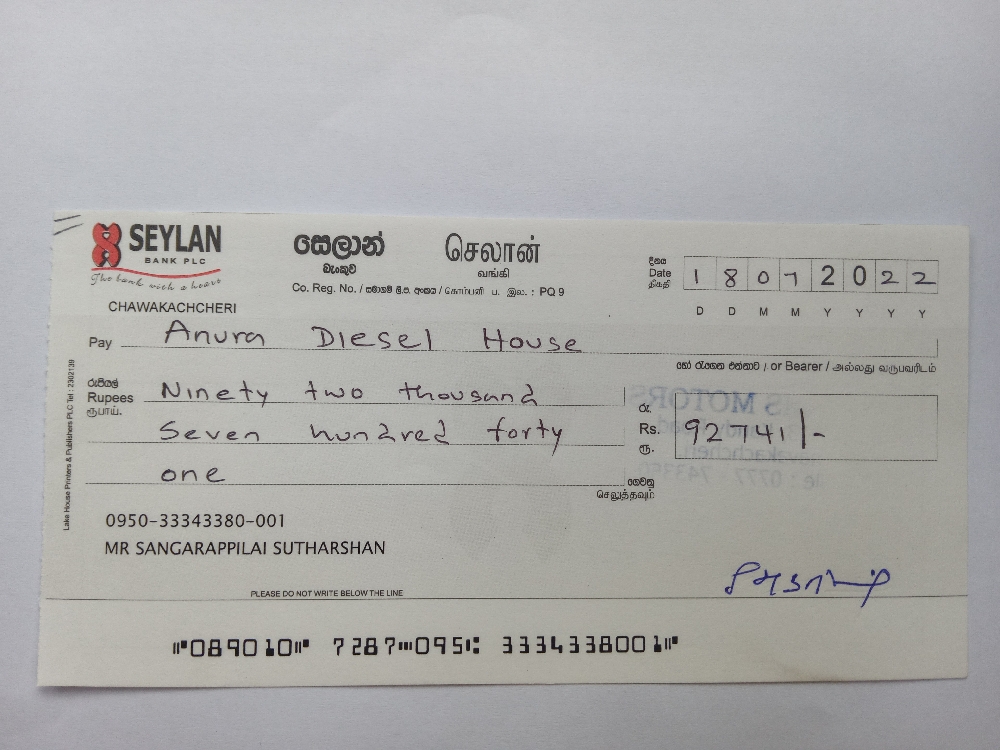 SEYLAN
BANK PLC
The bank with a heart
සෙලාන්
බැංකුව
செலான்
வங்கி
Co. Reg. No. / සමාගම් ලි.ප. අංකය / கொம்பனி ப. இல. : PQ 9
CHAWAKACHCHERI
දිනය
Date
திகதி
1 8 0 7 2 0 2 2
D D M M Y Y Y Y
Pay Anura Diesel House
හෝ රැගෙන එන්නාට / or Bearer / அல்லது வருபவரிடம்
රුපියල්
Rupees
ரூபாய்.
Ninety two thousand
Seven hundred forty
one
රු.
Rs.
ரூ.
92741/-
ගෙවනු
செலுத்தவும்
0950-33343380-001
MR SANGARAPPILAI SUTHARSHAN
PLEASE DO NOT WRITE BELOW THE LINE
⑈089010⑈ 7287⑉095⑆ 333433800 1⑈
Lake House Printers & Publishers PLC Tel : 2302139